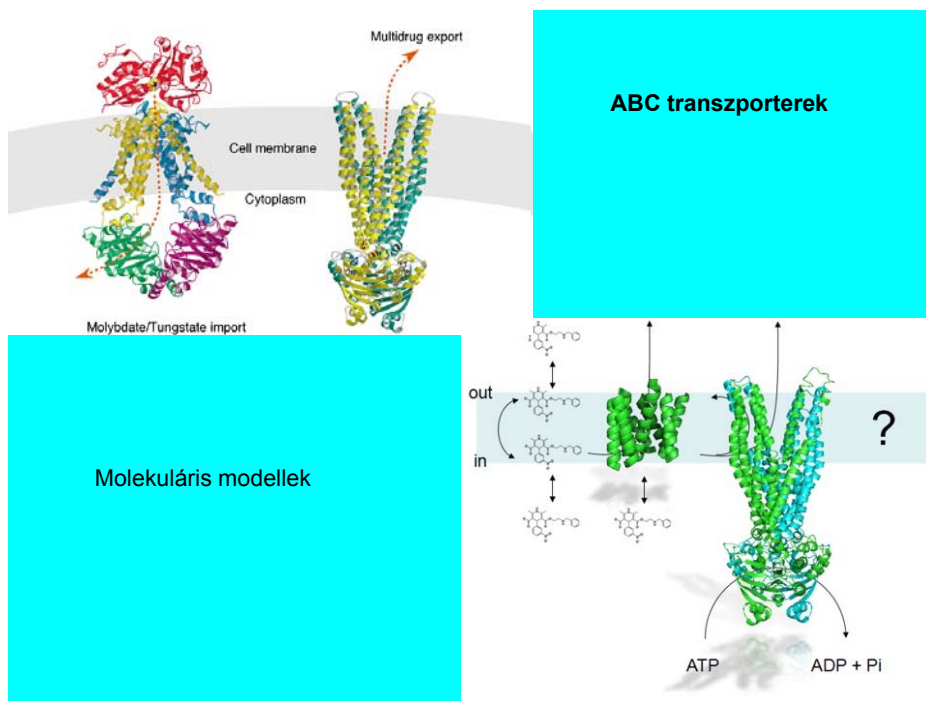 Multidrug export
ABC transzporterek
Cell membrane
Cytoplasm
Molybdate/Tungstate import
out
in
?
Molekuláris modellek
ATP
ADP + Pi